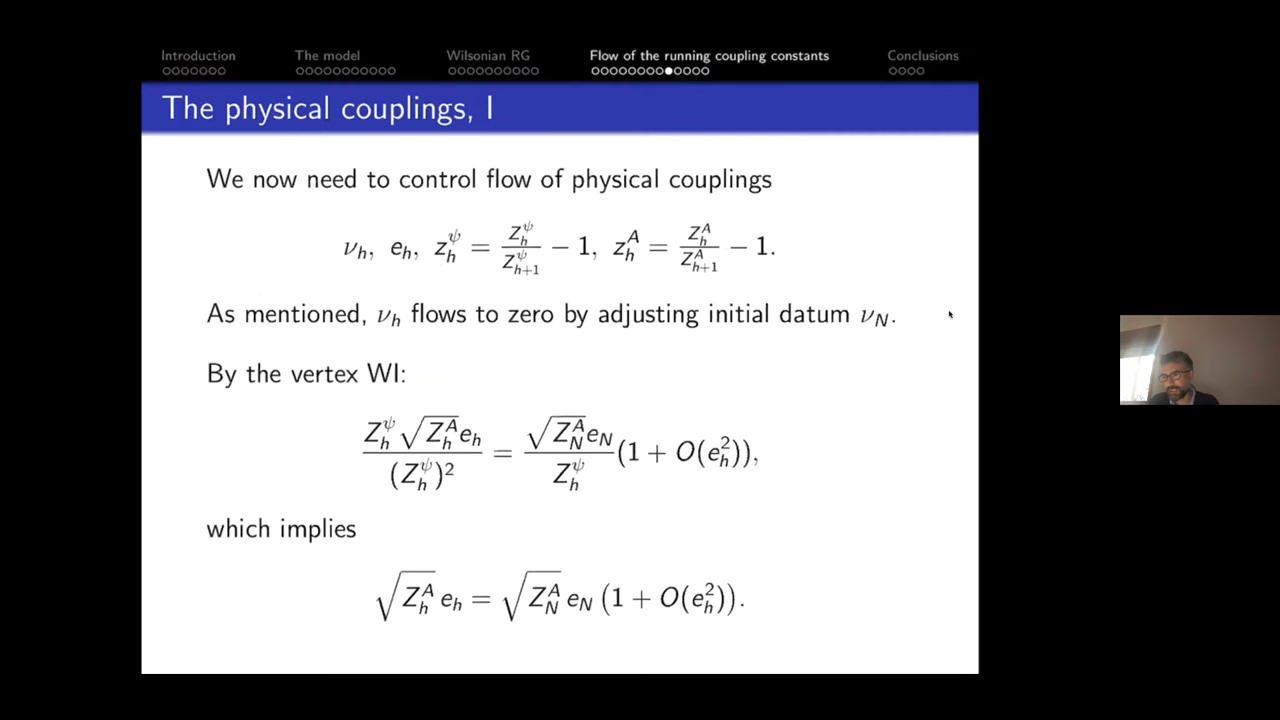 Introduction The model Wilsonian RG Flow of the running coupling constants Conclusions
The physical couplings, I
We now need to control flow of physical couplings
ν_h, e_h, z_h^ψ = Z_h^ψ / Z_{h+1}^ψ − 1, z_h^A = Z_h^A / Z_{h+1}^A − 1.
As mentioned, ν_h flows to zero by adjusting initial datum ν_N.
By the vertex WI:
Z_h^ψ √(Z_h^A) e_h / (Z_h^ψ)^2 = √(Z_N^A) e_N / Z_h^ψ (1 + O(e_h^2)),
which implies
√(Z_h^A) e_h = √(Z_N^A) e_N (1 + O(e_h^2)).